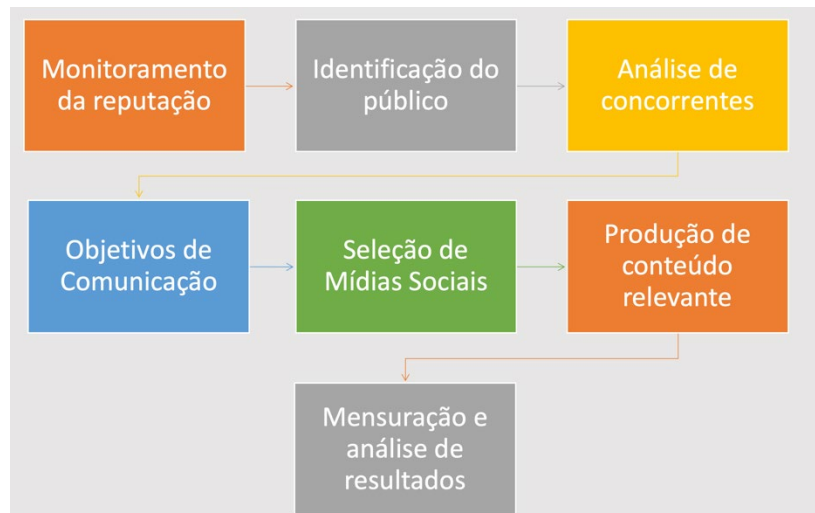 Monitoramento
da reputação
Identificação do
público
Análise de
concorrentes
Objetivos de
Comunicação
Seleção de
Mídias Sociais
Produção de
conteúdo
relevante
Mensuração e
análise de
resultados